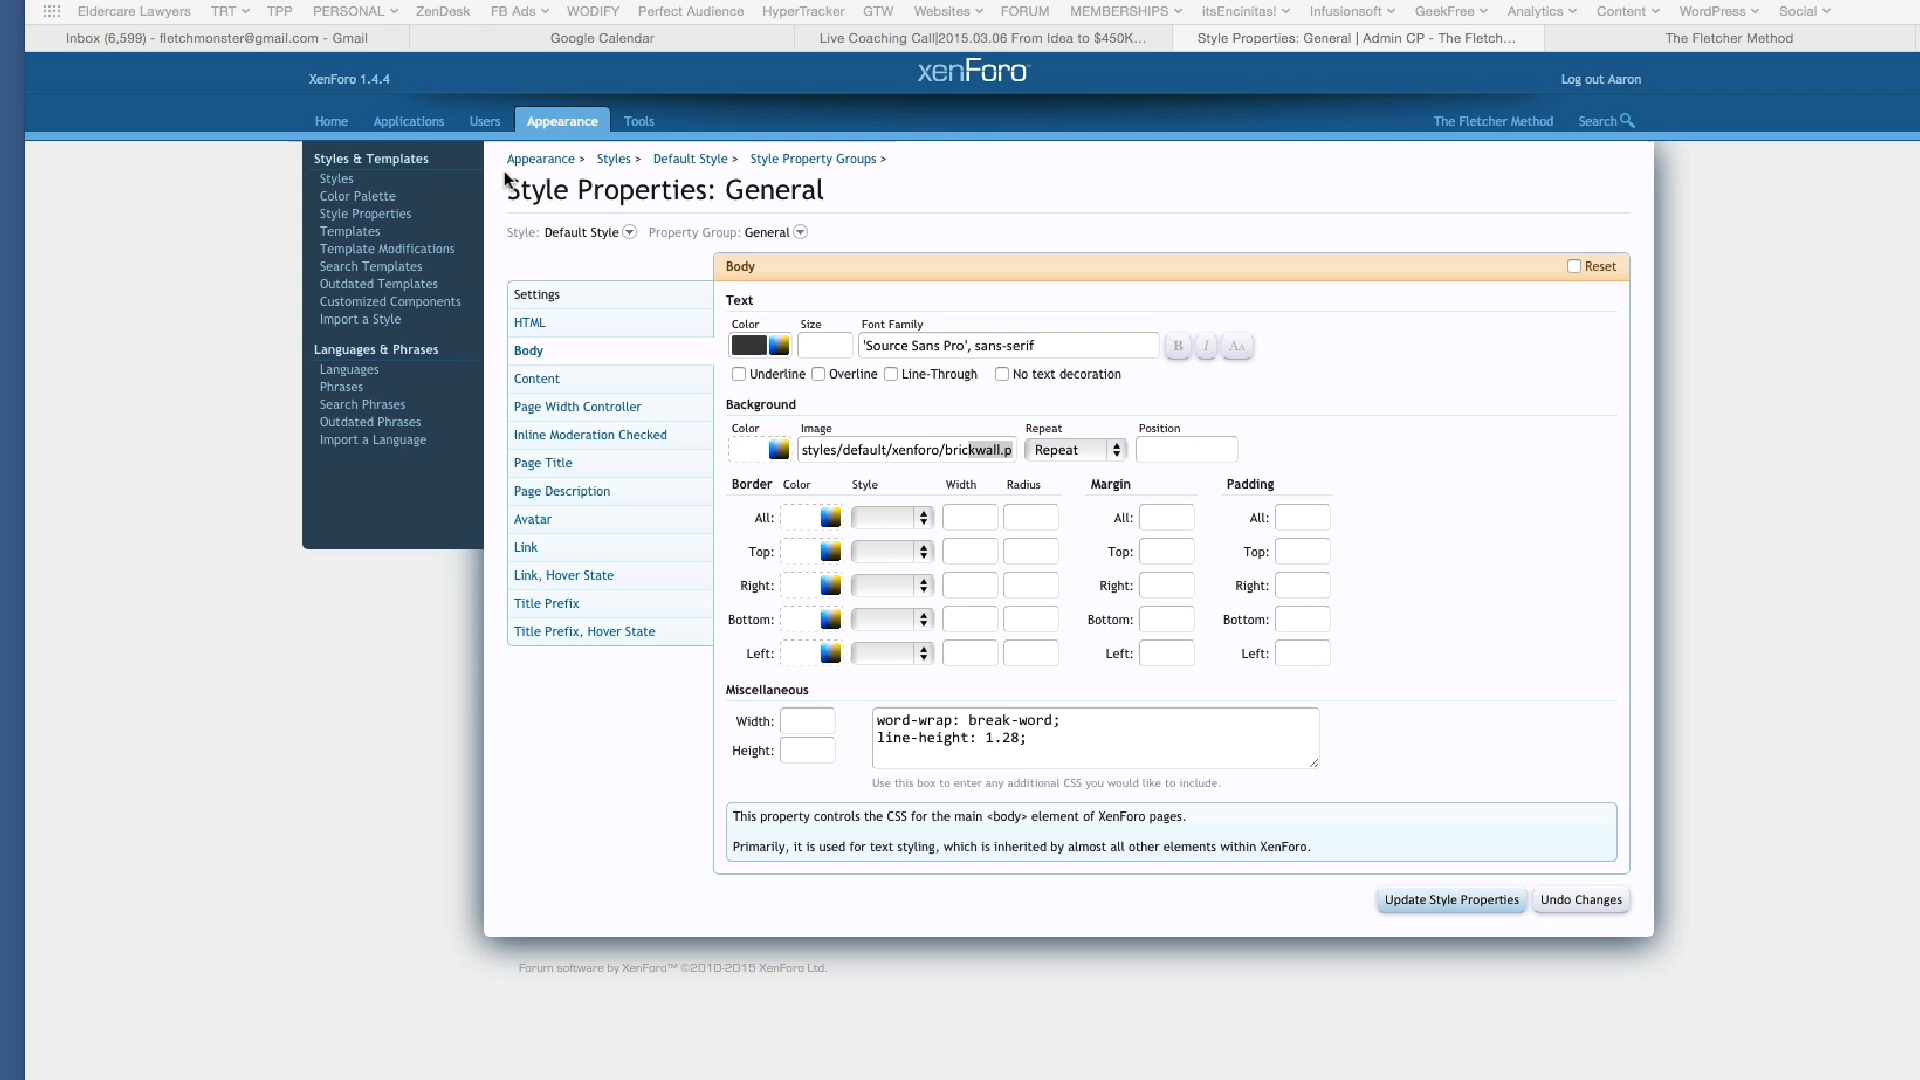 Eldercare Lawyers TRT TPP PERSONAL ZenDesk FB Ads WODIFY Perfect Audience HyperTracker GTW Websites FORUM MEMBERSHIPS itsEncinitas! Infusionsoft GeekFree Analytics Content WordPress Social
Inbox (6,599) - fletchmonster@gmail.com - Gmail Google Calendar Live Coaching Call|2015.03.06 From Idea to $450K... Style Properties: General | Admin CP - The Fletch... The Fletcher Method
XenForo 1.4.4 xenForo Log out Aaron
Home Applications Users Appearance Tools The Fletcher Method Search
Styles & Templates
Styles
Color Palette
Style Properties
Templates
Template Modifications
Search Templates
Outdated Templates
Customized Components
Import a Style
Languages & Phrases
Languages
Phrases
Search Phrases
Outdated Phrases
Import a Language
Appearance > Styles > Default Style > Style Property Groups >
Style Properties: General
Style: Default Style Property Group: General
Settings
HTML
Body
Content
Page Width Controller
Inline Moderation Checked
Page Title
Page Description
Avatar
Link
Link, Hover State
Title Prefix
Title Prefix, Hover State
Body Reset
Text
Color Size Font Family
'Source Sans Pro', sans-serif B I AA
Underline Overline Line-Through No text decoration
Background
Color Image Repeat Position
styles/default/xenforo/brickwall.p Repeat
Border Color Style Width Radius Margin Padding
All: All: All:
Top: Top: Top:
Right: Right: Right:
Bottom: Bottom: Bottom:
Left: Left: Left:
Miscellaneous
Width:
Height:
word-wrap: break-word;
line-height: 1.28;
Use this box to enter any additional CSS you would like to include.
This property controls the CSS for the main <body> element of XenForo pages.
Primarily, it is used for text styling, which is inherited by almost all other elements within XenForo.
Update Style Properties Undo Changes
Forum software by XenForo™ ©2010-2015 XenForo Ltd.